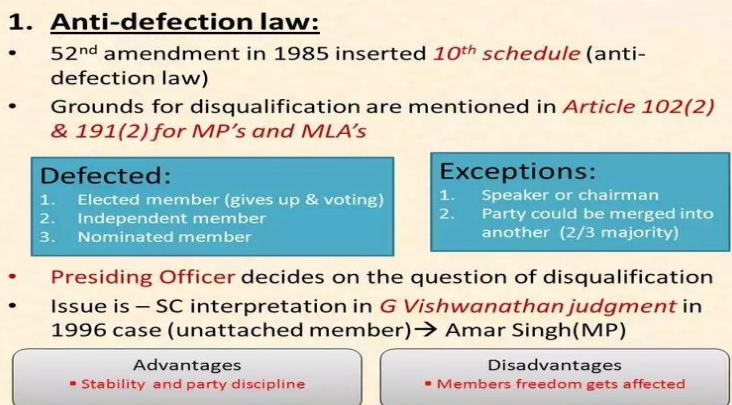 1. Anti-defection law:
• 52nd amendment in 1985 inserted 10th schedule (anti-
defection law)
• Grounds for disqualification are mentioned in Article 102(2)
& 191(2) for MP's and MLA's
Defected:
1. Elected member (gives up & voting)
2. Independent member
3. Nominated member
Exceptions:
1. Speaker or chairman
2. Party could be merged into
another (2/3 majority)
• Presiding Officer decides on the question of disqualification
• Issue is – SC interpretation in G Vishwanathan judgment in
1996 case (unattached member)→ Amar Singh(MP)
Advantages
▪ Stability and party discipline
Disadvantages
▪ Members freedom gets affected